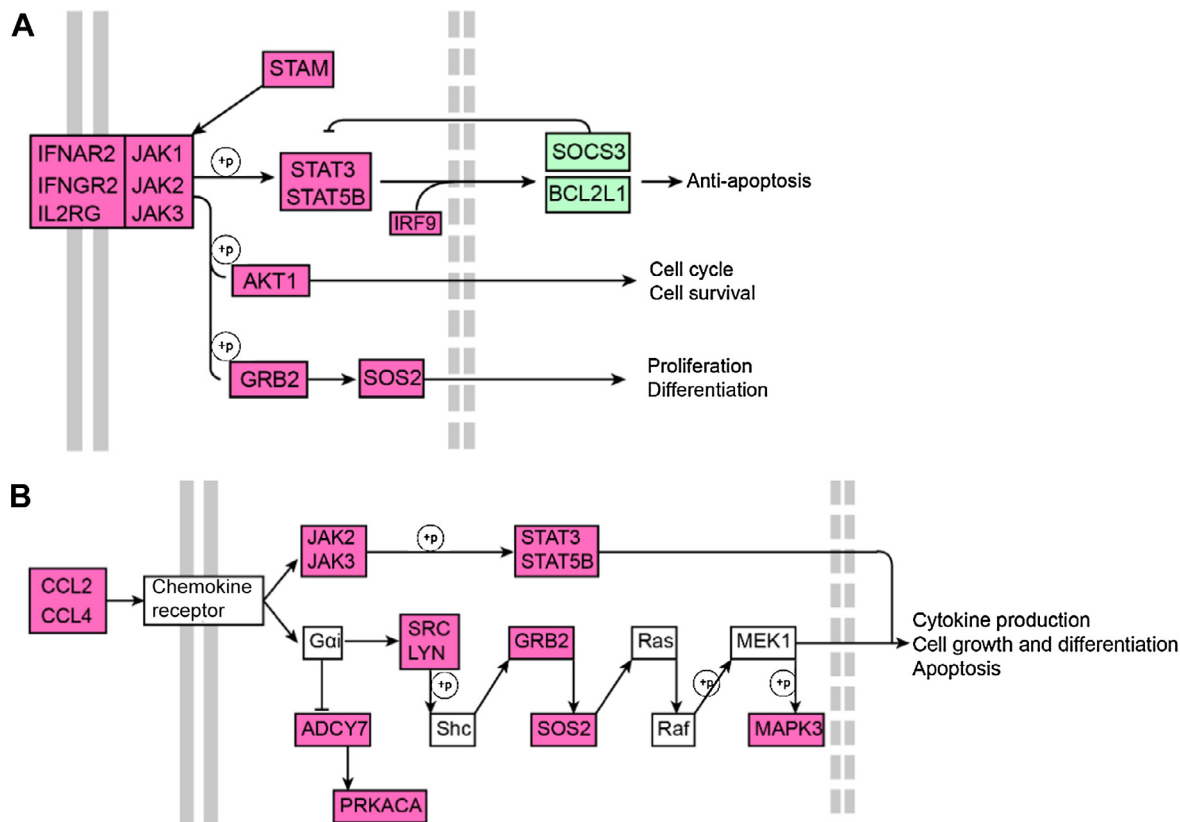 A
STAM
IFNAR2 JAK1
IFNGR2 JAK2
IL2RG JAK3
+p
STAT3
STAT5B
IRF9
SOCS3
BCL2L1
Anti-apoptosis
+p
AKT1
Cell cycle
Cell survival
+p
GRB2
SOS2
Proliferation
Differentiation
B
CCL2
CCL4
Chemokine
receptor
JAK2
JAK3
+p
STAT3
STAT5B
Gαi
SRC
LYN
+p
GRB2
Ras
MEK1
+p
+p
ADCY7
Shc
SOS2
Raf
MAPK3
PRKACA
Cytokine production
Cell growth and differentiation
Apoptosis